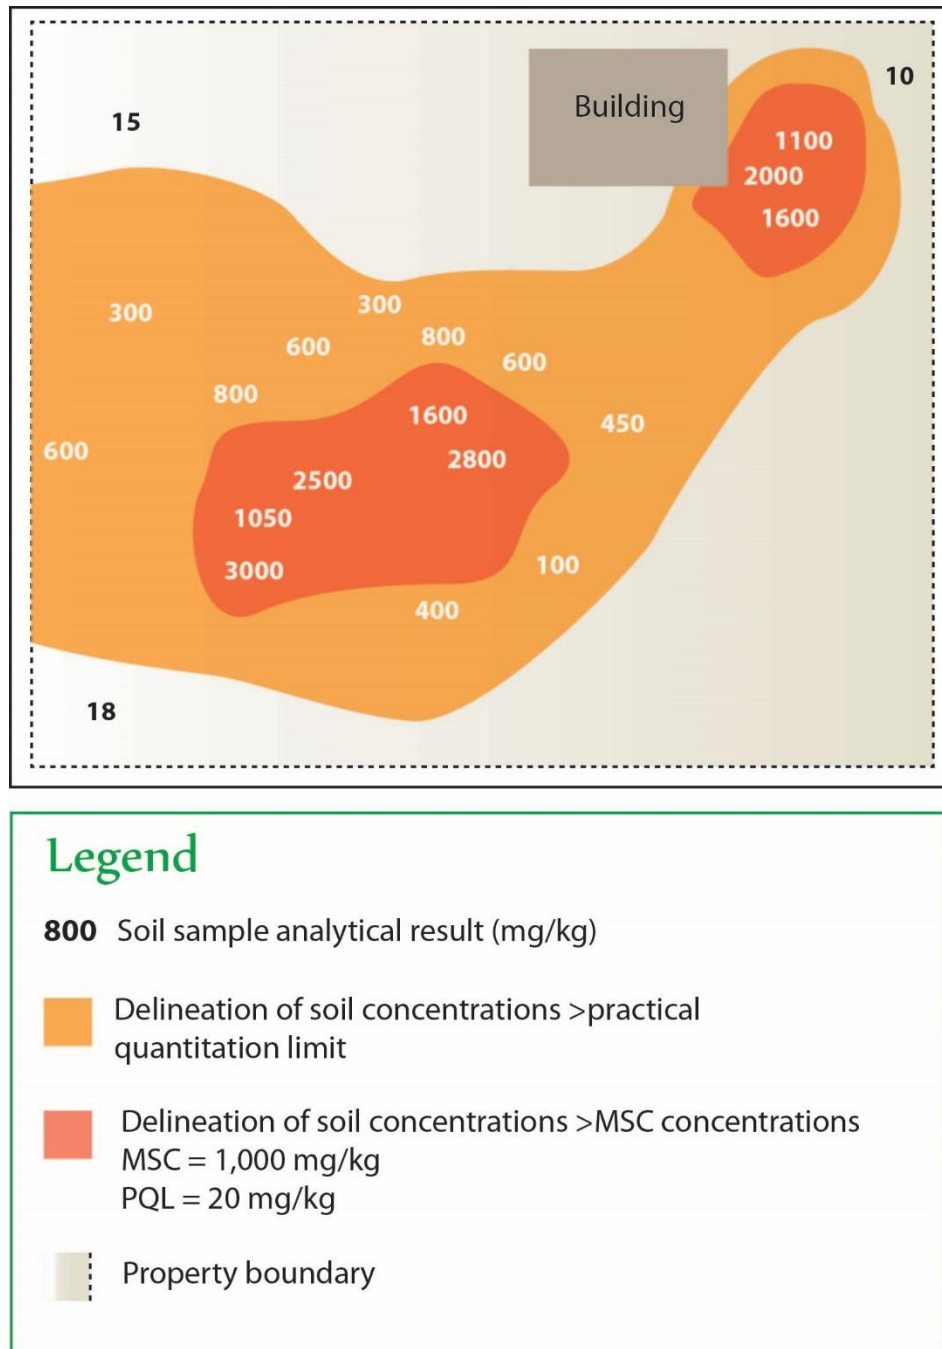 Building
10
15
1100
2000
1600
300
300
800
600
600
800
1600
450
600
2800
2500
1050
3000
100
400
18
Legend
800 Soil sample analytical result (mg/kg)
Delineation of soil concentrations >practical
quantitation limit
Delineation of soil concentrations >MSC concentrations
MSC = 1,000 mg/kg
PQL = 20 mg/kg
Property boundary